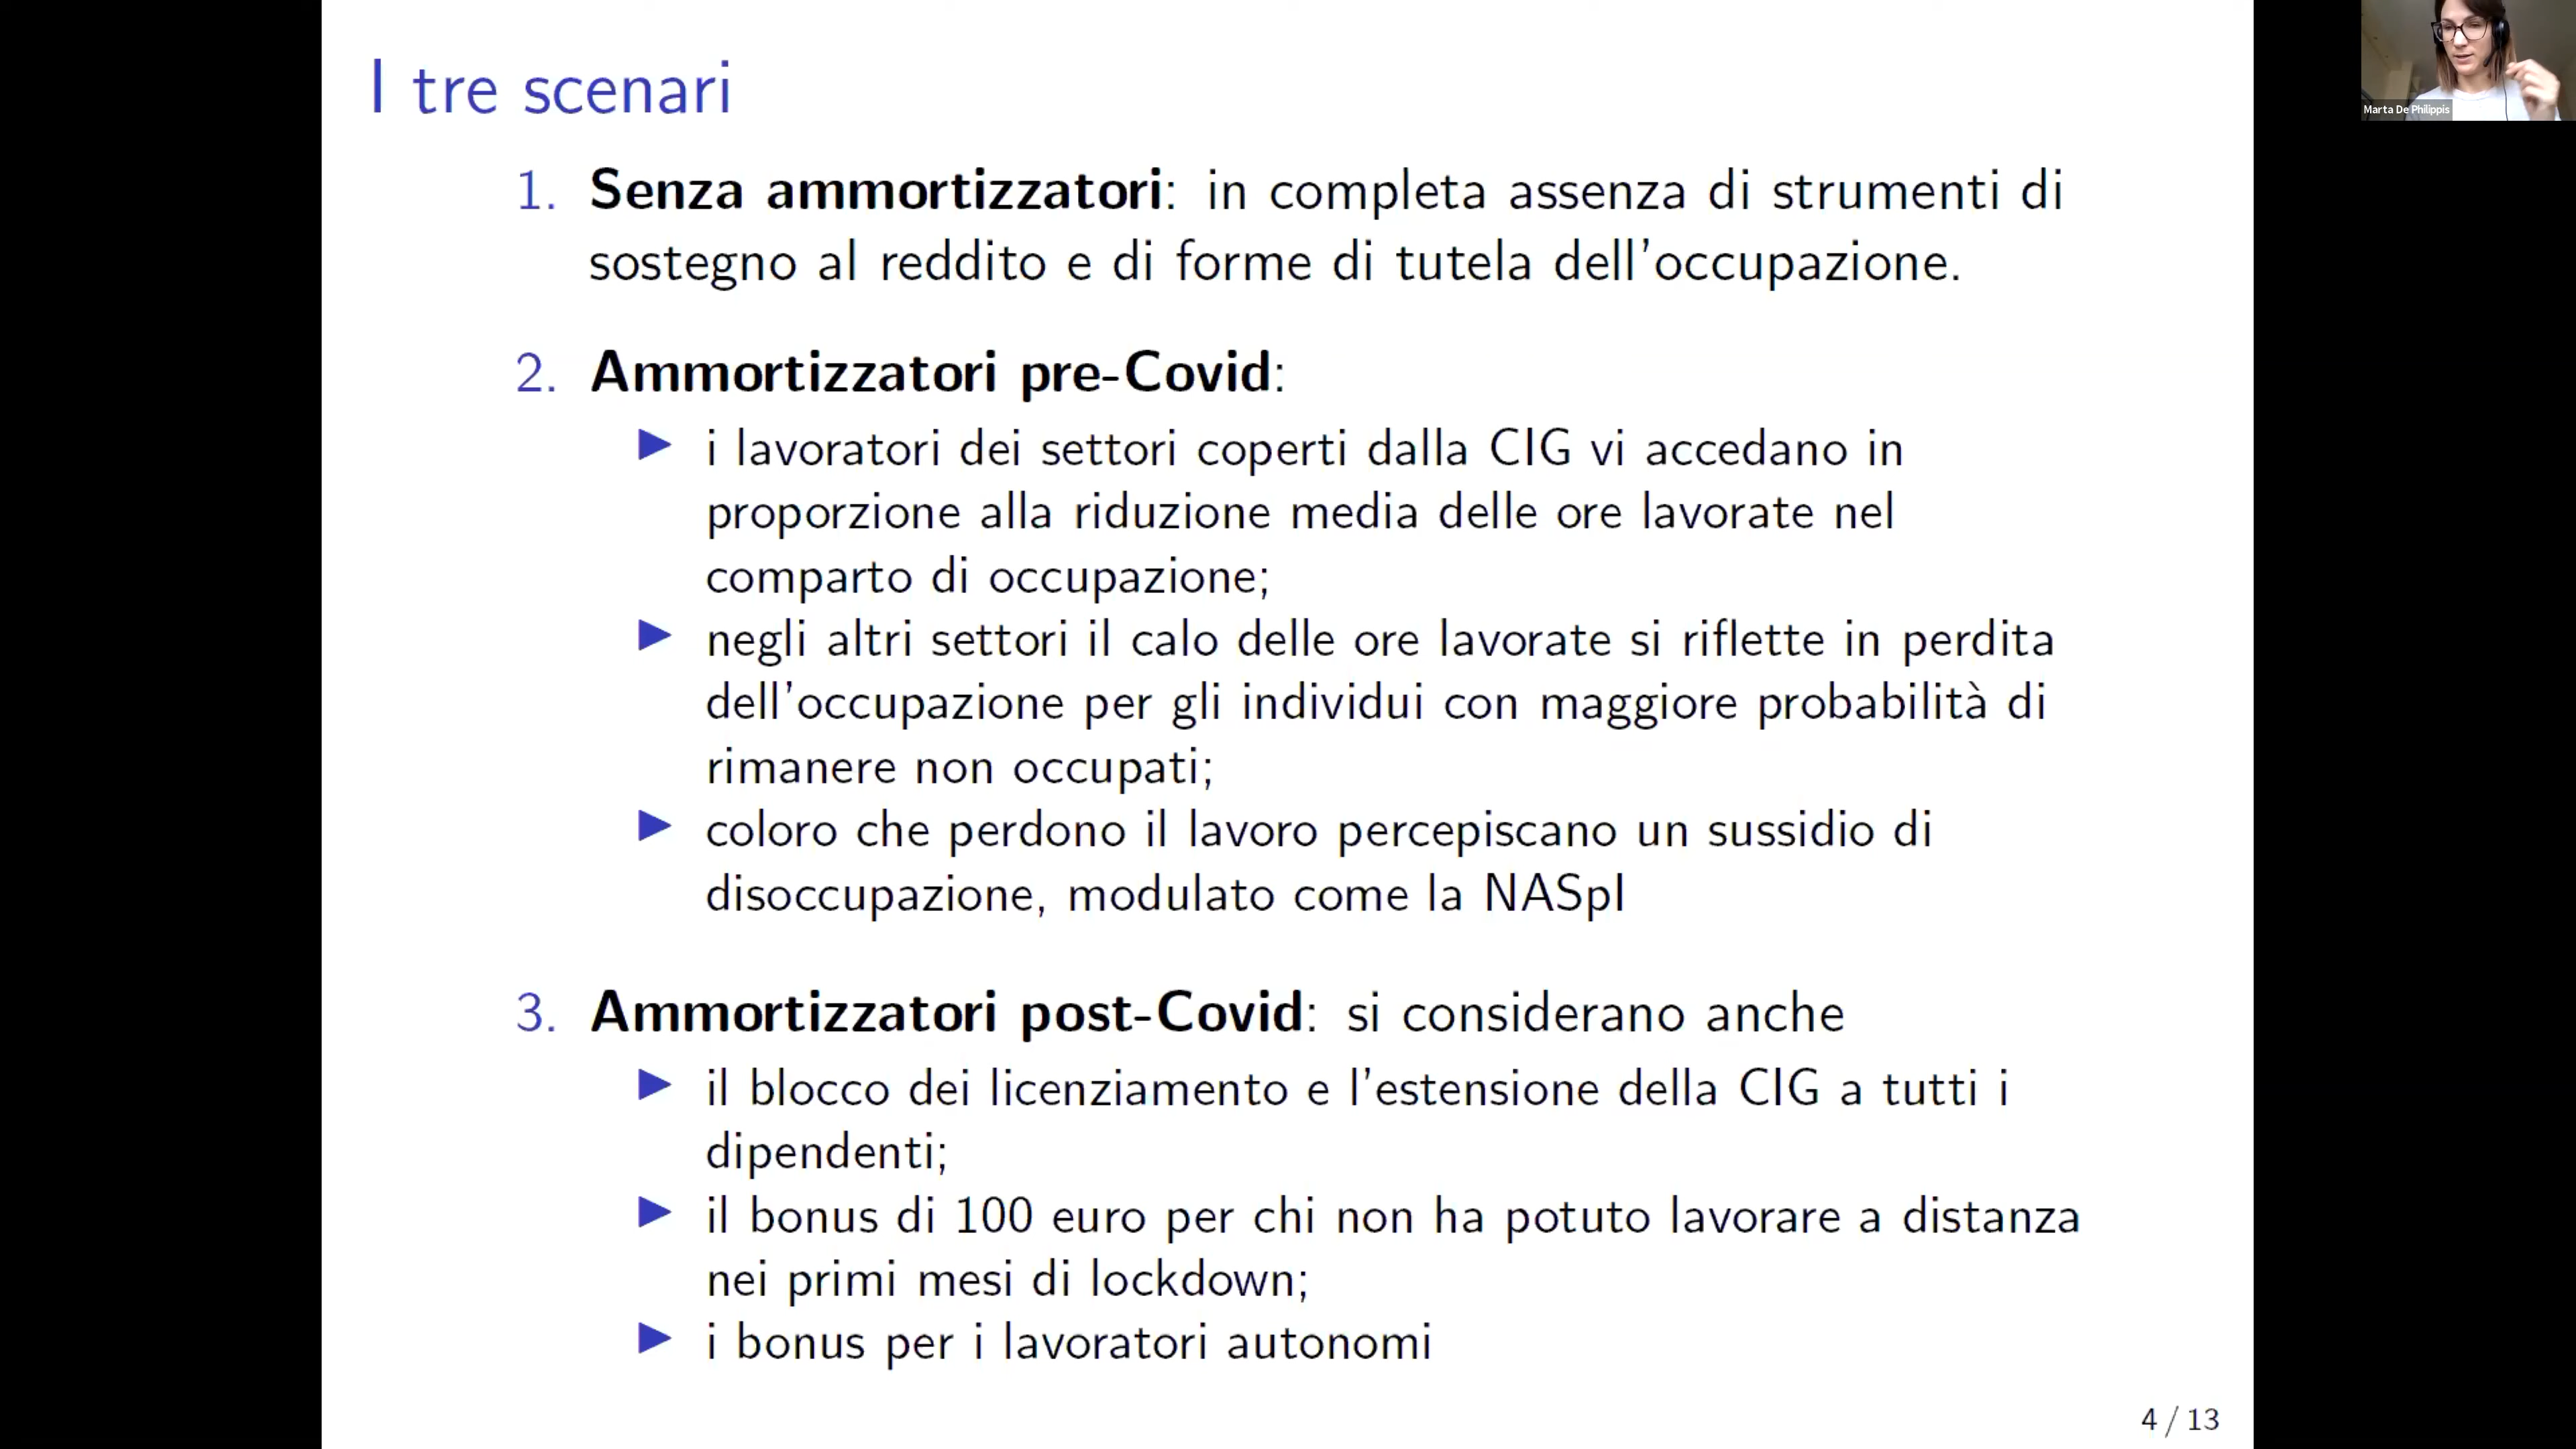 I tre scenari
Marta De Philippis
1. Senza ammortizzatori: in completa assenza di strumenti di
sostegno al reddito e di forme di tutela dell'occupazione.
2. Ammortizzatori pre-Covid:
▶ i lavoratori dei settori coperti dalla CIG vi accedano in
proporzione alla riduzione media delle ore lavorate nel
comparto di occupazione;
▶ negli altri settori il calo delle ore lavorate si riflette in perdita
dell'occupazione per gli individui con maggiore probabilità di
rimanere non occupati;
▶ coloro che perdono il lavoro percepiscano un sussidio di
disoccupazione, modulato come la NASpI
3. Ammortizzatori post-Covid: si considerano anche
▶ il blocco dei licenziamento e l'estensione della CIG a tutti i
dipendenti;
▶ il bonus di 100 euro per chi non ha potuto lavorare a distanza
nei primi mesi di lockdown;
▶ i bonus per i lavoratori autonomi
4 / 13